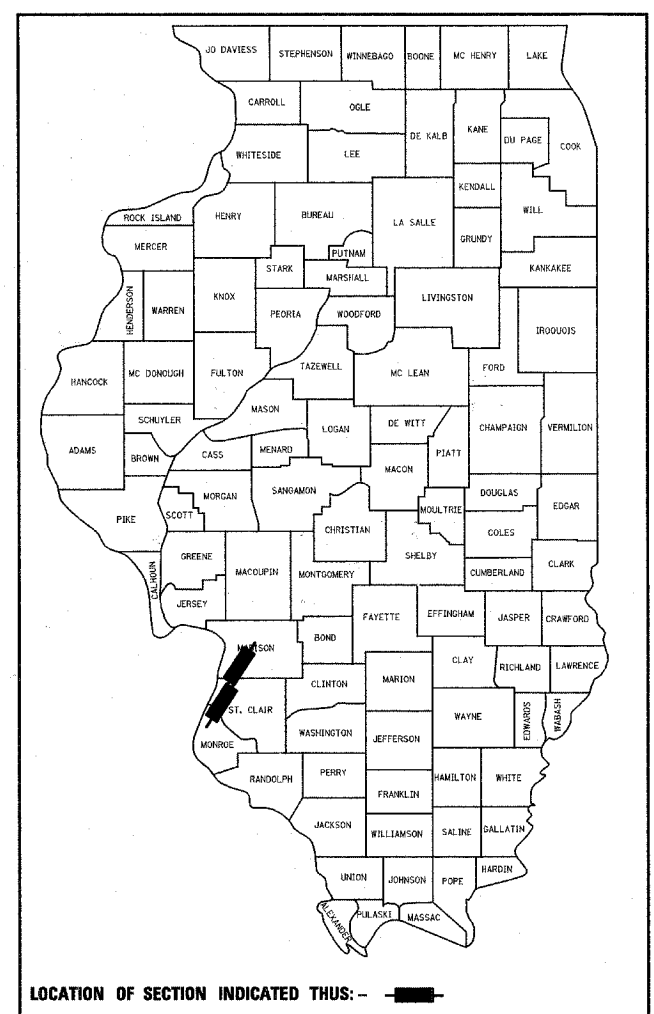 JO DAVIESS STEPHENSON WINNEBAGO BOONE MC HENRY LAKE
CARROLL OGLE DE KALB KANE DU PAGE COOK
WHITESIDE LEE
KENDALL WILL
ROCK ISLAND HENRY BUREAU LA SALLE GRUNDY
MERCER PUTNAM
STARK MARSHALL KANKAKEE
HENDERSON WARREN KNOX PEORIA WOODFORD LIVINGSTON IROQUOIS
HANCOCK MC DONOUGH FULTON TAZEWELL MC LEAN FORD
MASON
SCHUYLER LOGAN DE WITT CHAMPAIGN VERMILION
ADAMS BROWN CASS MENARD MACON PIATT
MORGAN SANGAMON MOULTRIE DOUGLAS EDGAR
PIKE SCOTT CHRISTIAN COLES
GREENE SHELBY
CALHOUN MACOUPIN MONTGOMERY CUMBERLAND CLARK
JERSEY
FAYETTE EFFINGHAM JASPER CRAWFORD
MADISON BOND
CLAY RICHLAND LAWRENCE
CLINTON MARION
ST. CLAIR WAYNE EDWARDS WABASH
WASHINGTON JEFFERSON
MONROE
RANDOLPH PERRY HAMILTON WHITE
FRANKLIN
JACKSON WILLIAMSON SALINE GALLATIN
HARDIN
UNION JOHNSON POPE
ALEXANDER PULASKI MASSAC
LOCATION OF SECTION INDICATED THUS: –